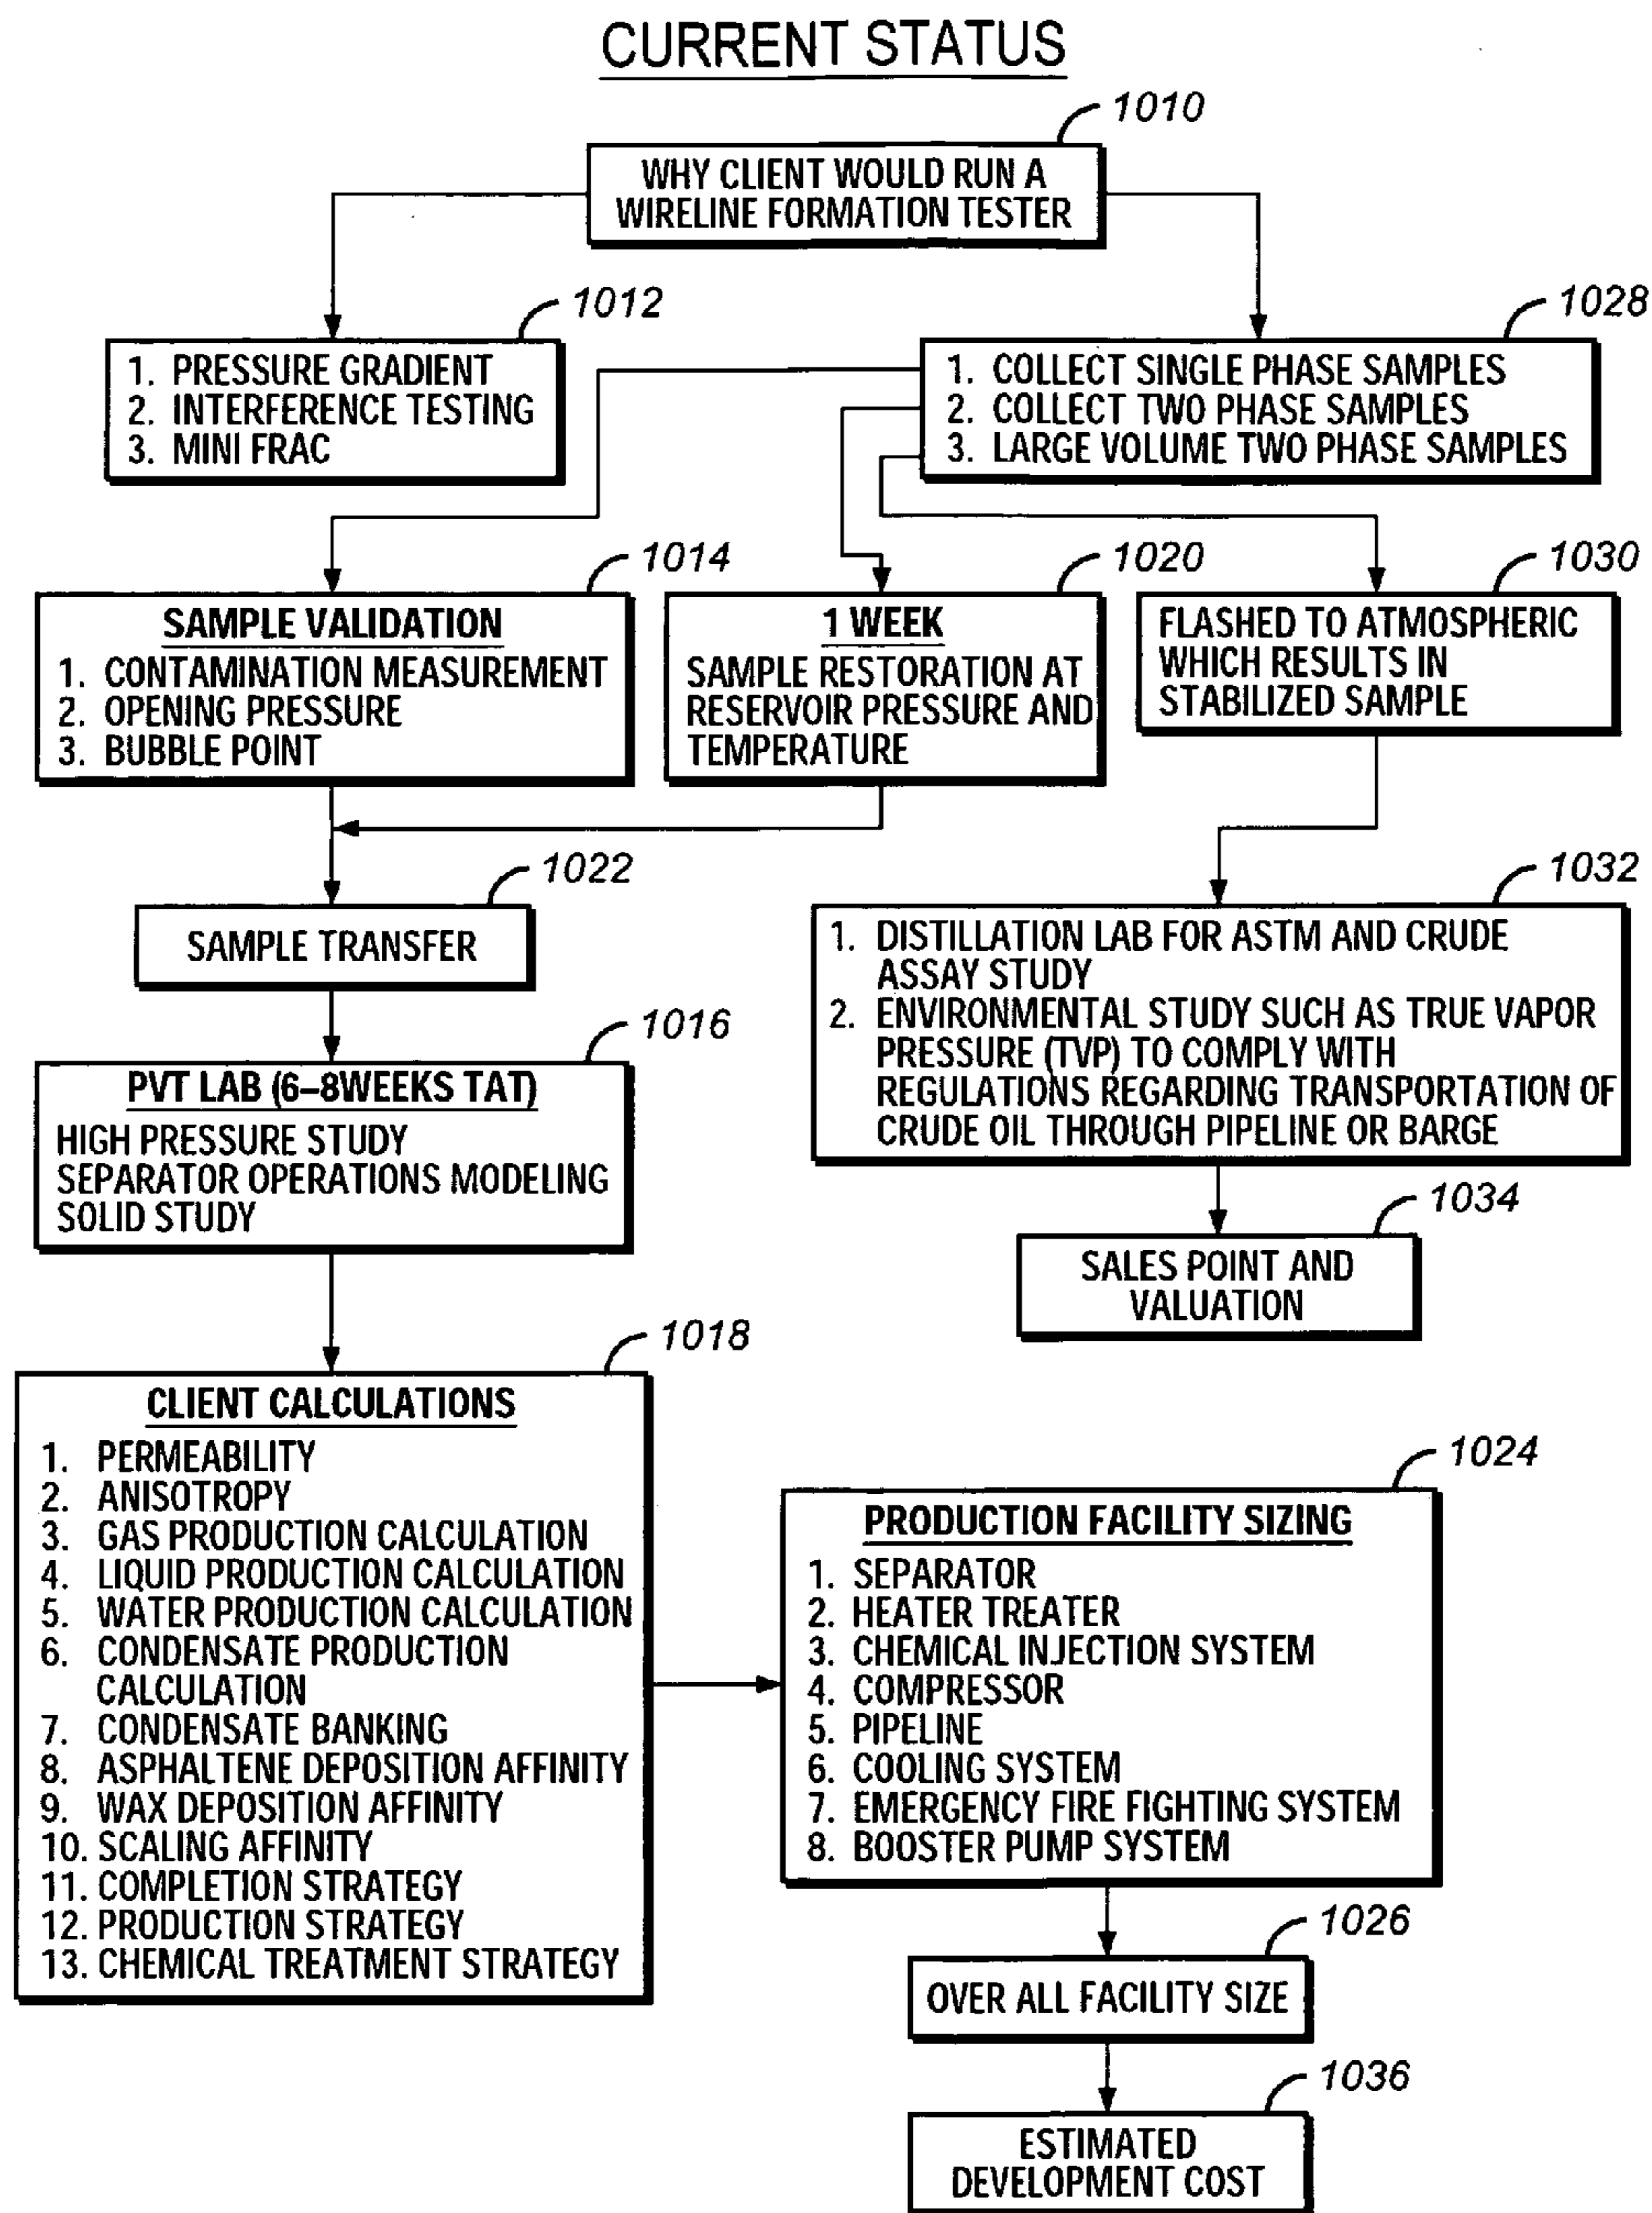 CURRENT STATUS
1010
WHY CLIENT WOULD RUN A
WIRELINE FORMATION TESTER
1012
1. PRESSURE GRADIENT
2. INTERFERENCE TESTING
3. MINI FRAC
1028
1. COLLECT SINGLE PHASE SAMPLES
2. COLLECT TWO PHASE SAMPLES
3. LARGE VOLUME TWO PHASE SAMPLES
1014
SAMPLE VALIDATION
1. CONTAMINATION MEASUREMENT
2. OPENING PRESSURE
3. BUBBLE POINT
1020
1 WEEK
SAMPLE RESTORATION AT
RESERVOIR PRESSURE AND
TEMPERATURE
1030
FLASHED TO ATMOSPHERIC
WHICH RESULTS IN
STABILIZED SAMPLE
1022
SAMPLE TRANSFER
1032
1. DISTILLATION LAB FOR ASTM AND CRUDE
ASSAY STUDY
2. ENVIRONMENTAL STUDY SUCH AS TRUE VAPOR
PRESSURE (TVP) TO COMPLY WITH
REGULATIONS REGARDING TRANSPORTATION OF
CRUDE OIL THROUGH PIPELINE OR BARGE
1016
PVT LAB (6–8WEEKS TAT)
HIGH PRESSURE STUDY
SEPARATOR OPERATIONS MODELING
SOLID STUDY
1034
SALES POINT AND
VALUATION
1018
CLIENT CALCULATIONS
1. PERMEABILITY
2. ANISOTROPY
3. GAS PRODUCTION CALCULATION
4. LIQUID PRODUCTION CALCULATION
5. WATER PRODUCTION CALCULATION
6. CONDENSATE PRODUCTION
CALCULATION
7. CONDENSATE BANKING
8. ASPHALTENE DEPOSITION AFFINITY
9. WAX DEPOSITION AFFINITY
10. SCALING AFFINITY
11. COMPLETION STRATEGY
12. PRODUCTION STRATEGY
13. CHEMICAL TREATMENT STRATEGY
1024
PRODUCTION FACILITY SIZING
1. SEPARATOR
2. HEATER TREATER
3. CHEMICAL INJECTION SYSTEM
4. COMPRESSOR
5. PIPELINE
6. COOLING SYSTEM
7. EMERGENCY FIRE FIGHTING SYSTEM
8. BOOSTER PUMP SYSTEM
1026
OVER ALL FACILITY SIZE
1036
ESTIMATED
DEVELOPMENT COST